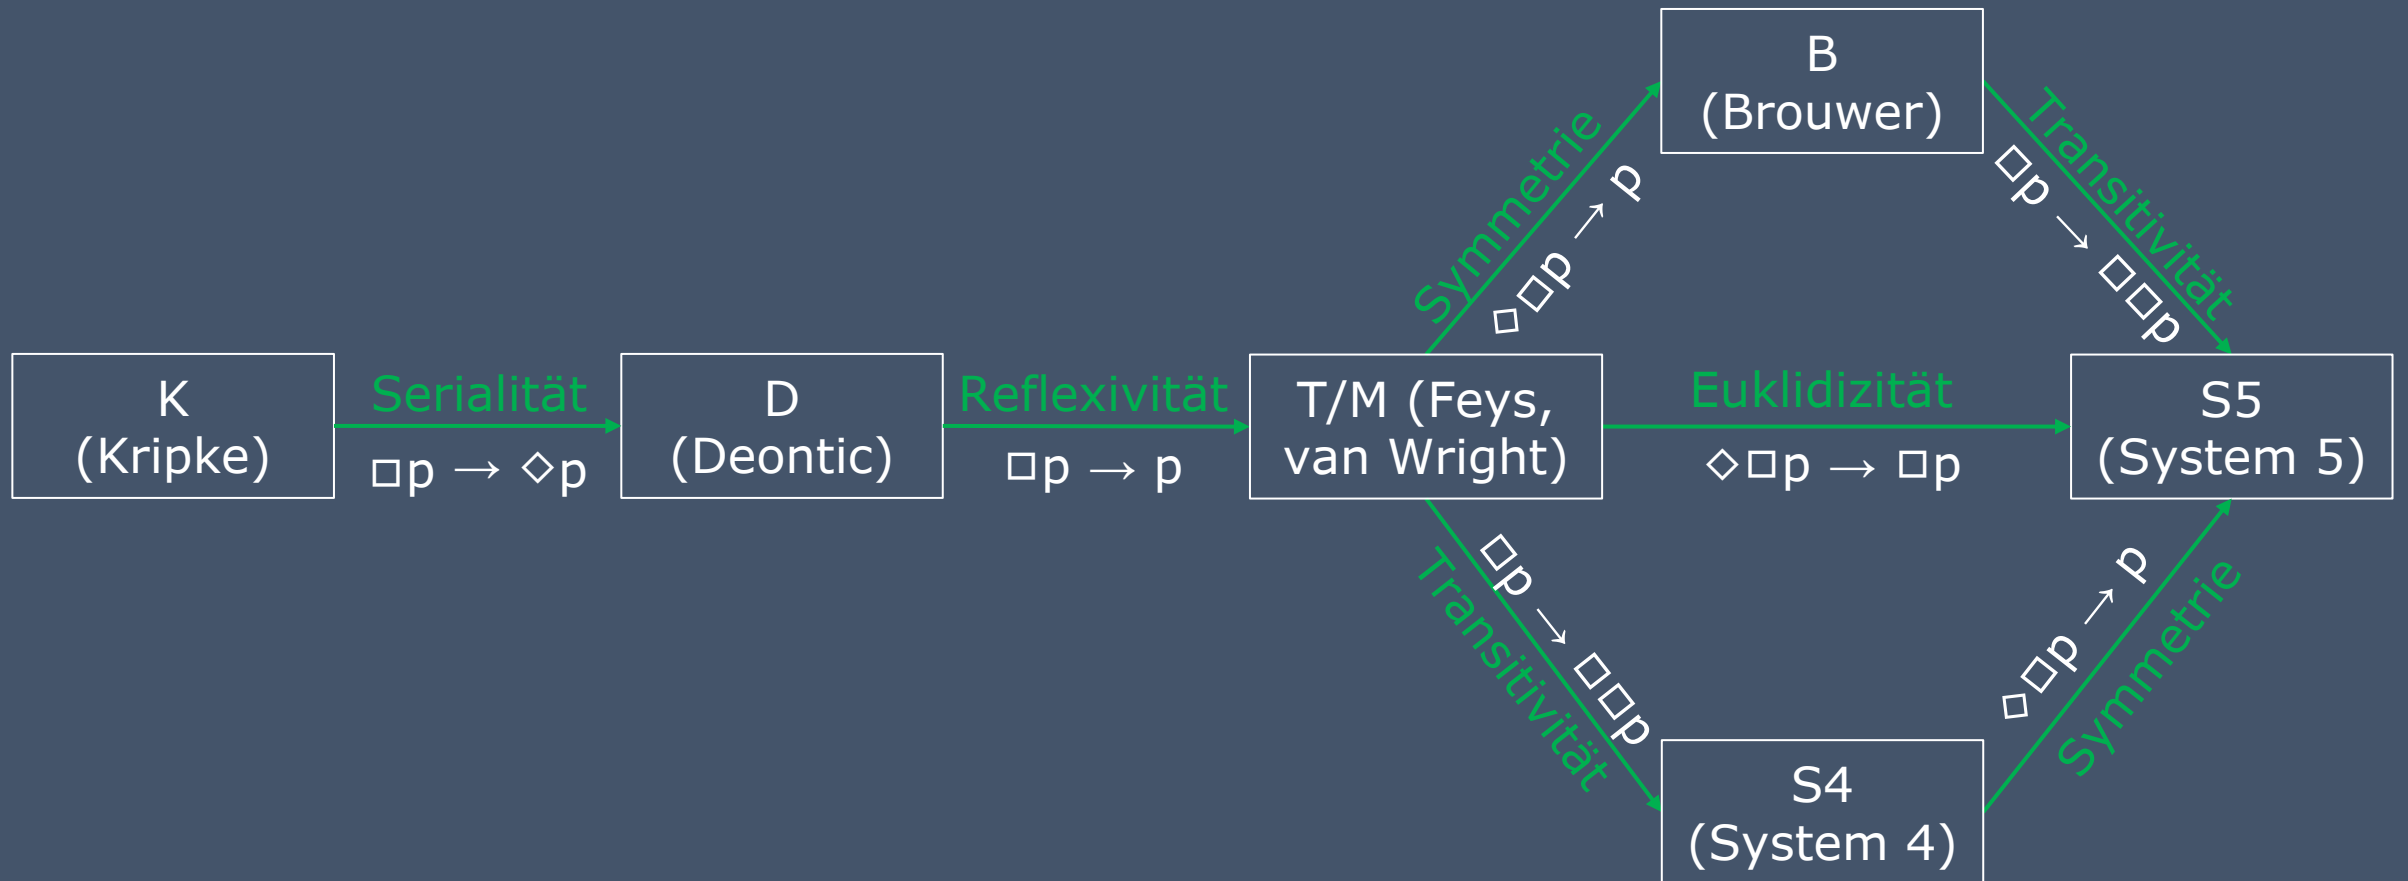 B
(Brouwer)
Symmetrie
◇□p → p
Transitivität
□p → □□p
K
(Kripke)
Serialität
□p → ◇p
D
(Deontic)
Reflexivität
□p → p
T/M (Feys,
van Wright)
Euklidizität
◇□p → □p
S5
(System 5)
□p → □□p
Transitivität
◇□p → p
Symmetrie
S4
(System 4)